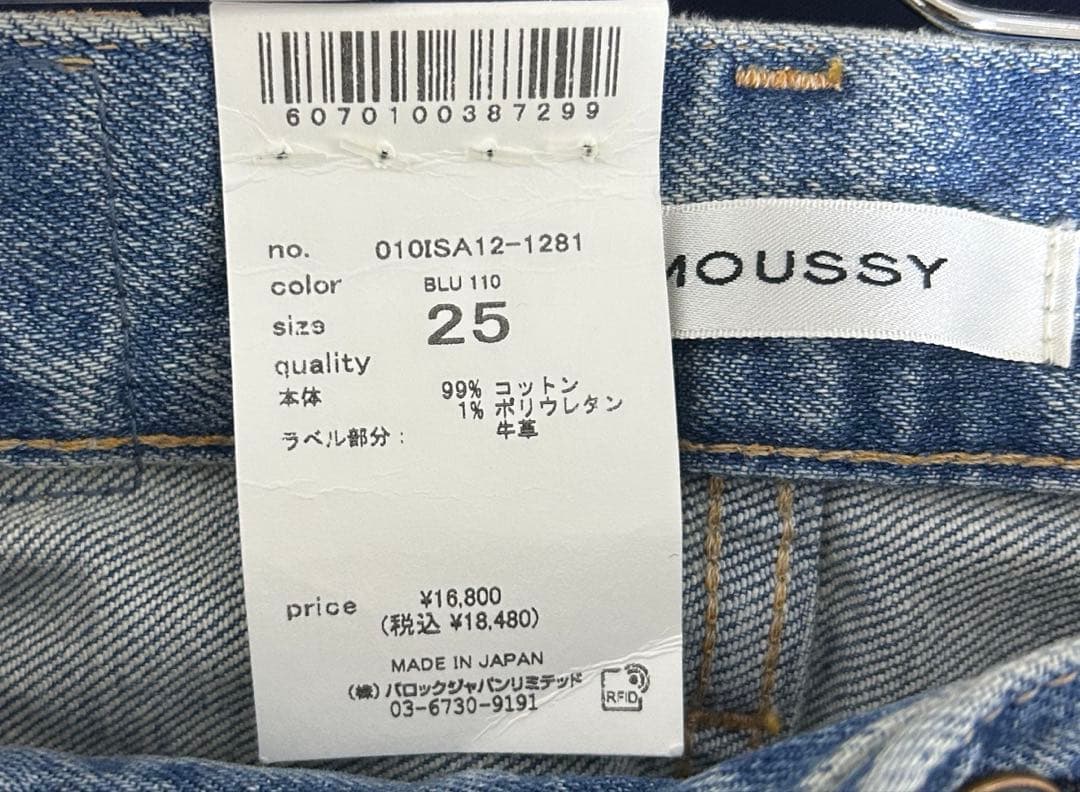 6070100387299
no. 010ISA12-1281
color BLU 110
size 25
quality
本体 99% コットン
1% ポリウレタン
ラベル部分: 牛革
price ¥16,800
(税込 ¥18,480)
MADE IN JAPAN
(株) バロックジャパンリミテッド
03-6730-9191
RFID
MOUSSY